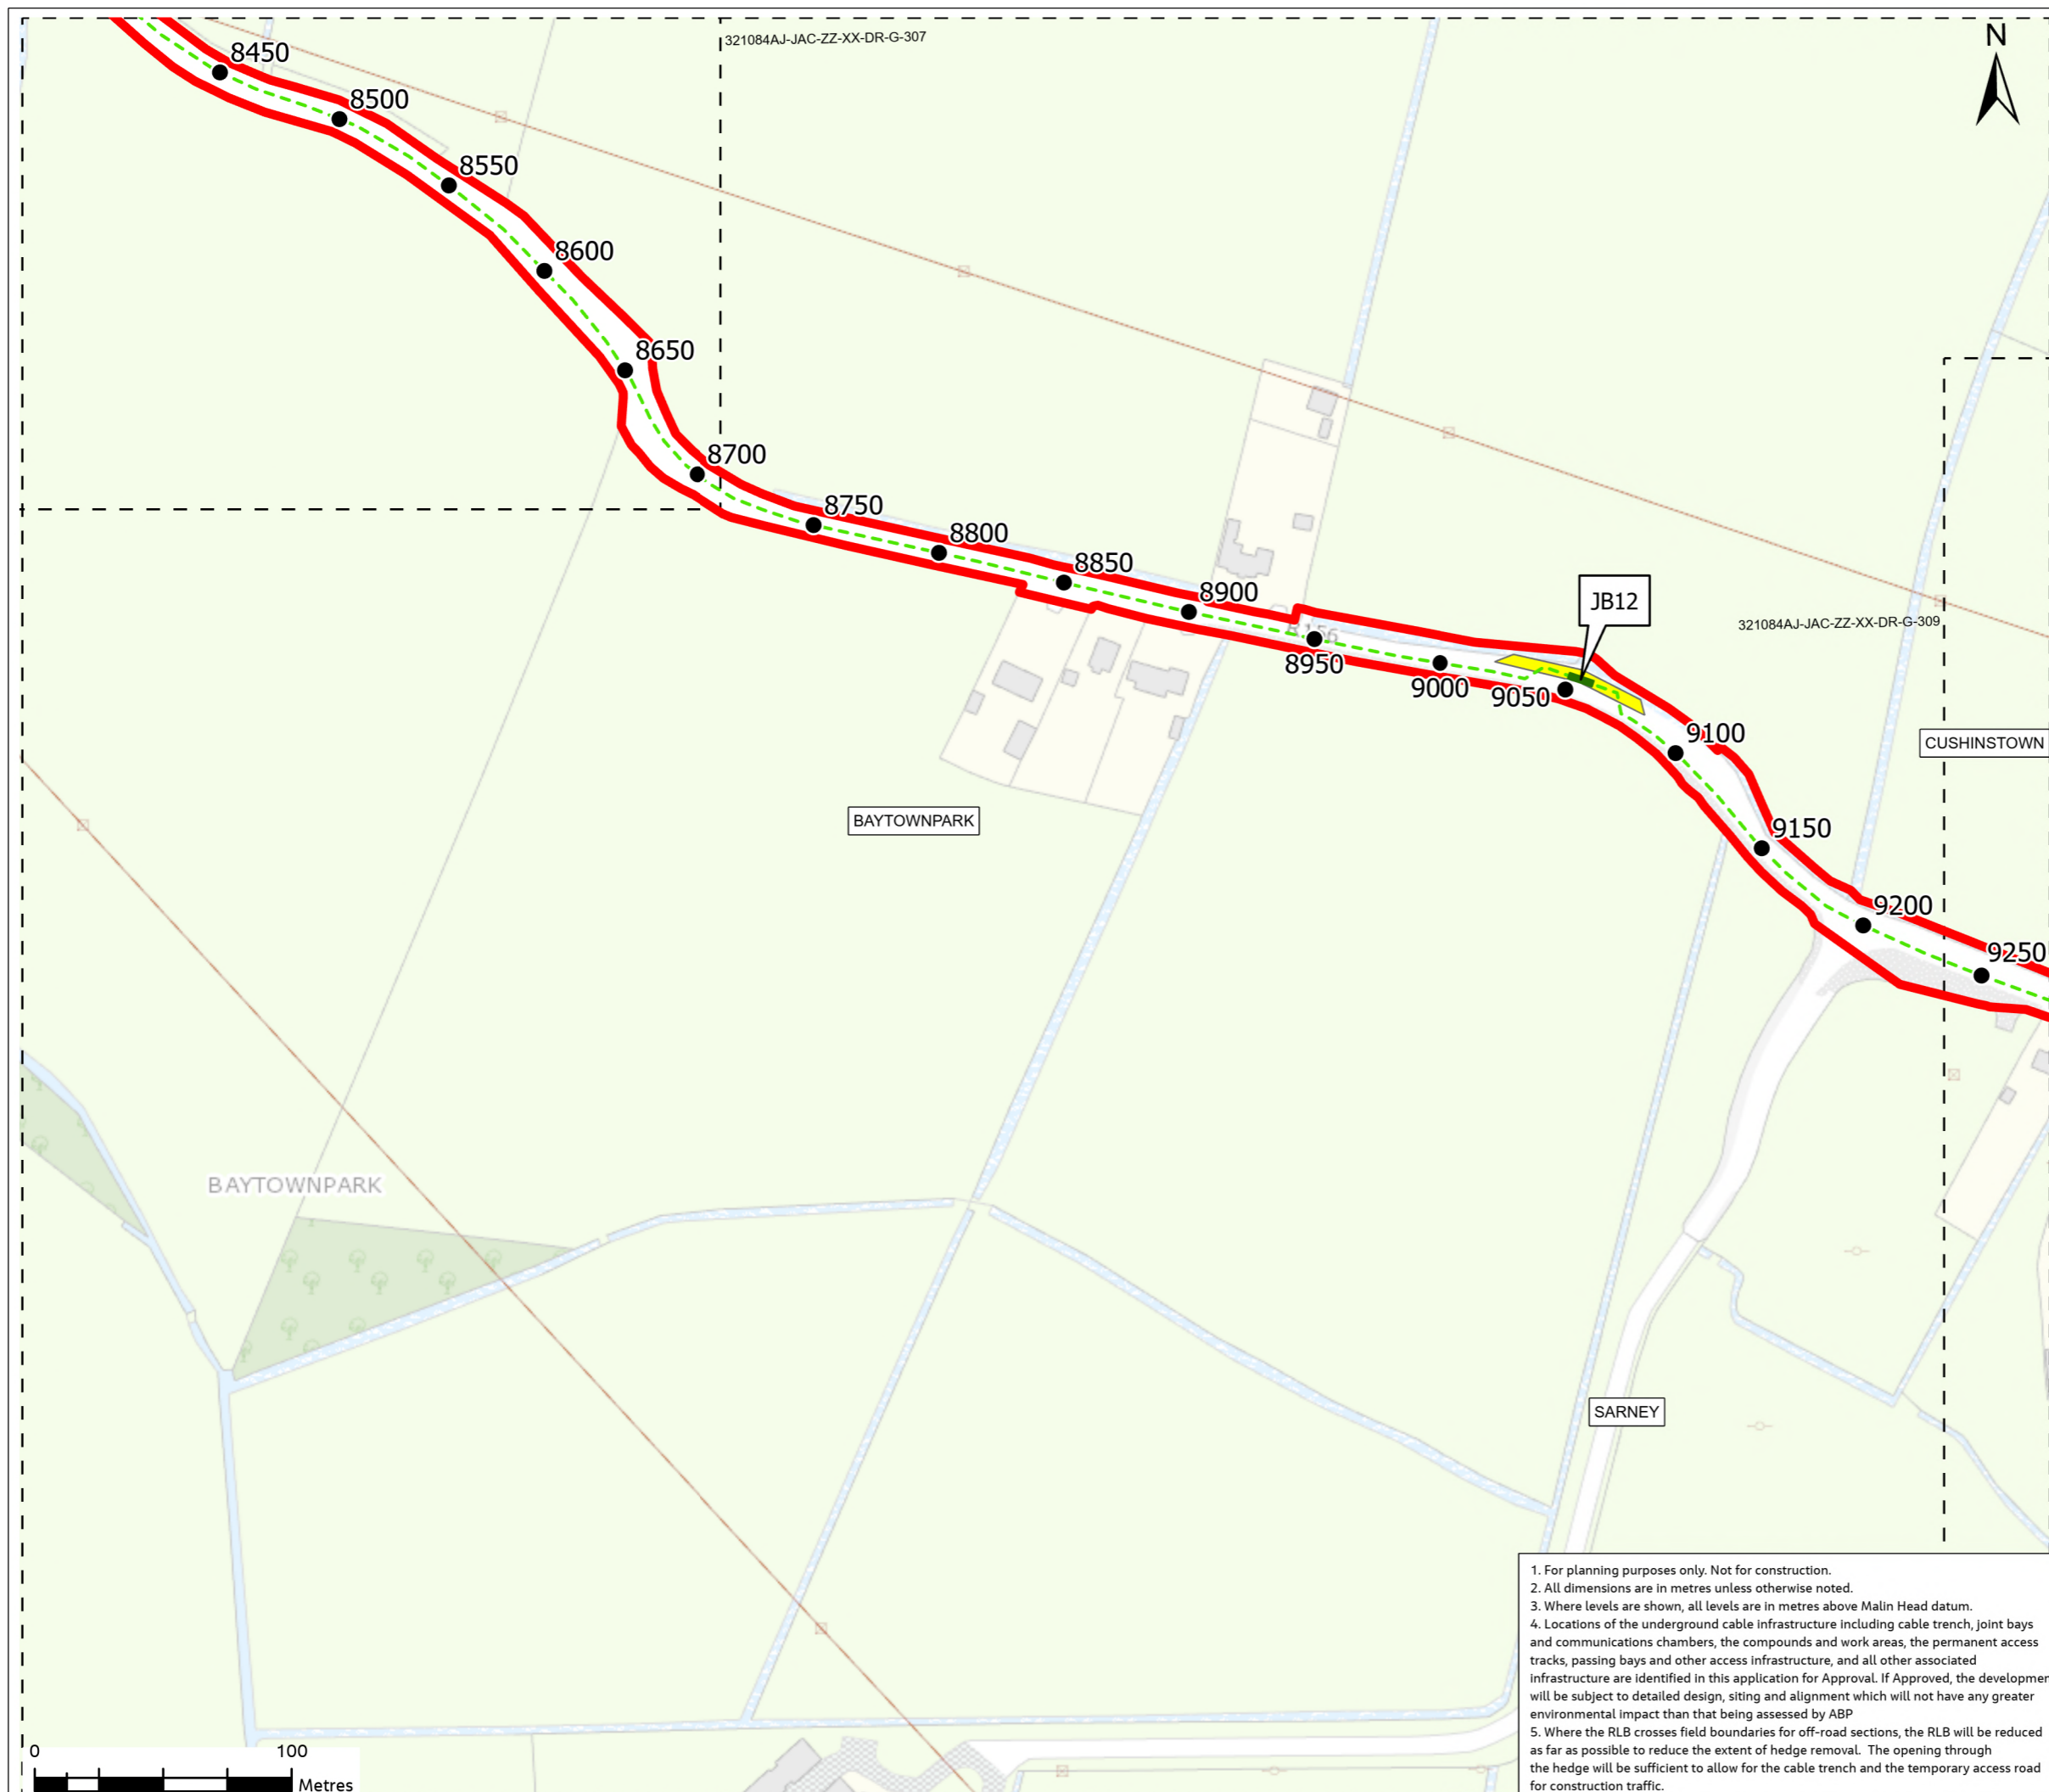 321084AJ-JAC-ZZ-XX-DR-G-307
N
8450
8500
8550
8600
8650
8700
8750
8800
8850
8900
JB12
321084AJ-JAC-ZZ-XX-DR-G-309
8950
9000
9050
9100
CUSHINSTOWN
BAYTOWNPARK
9150
9200
9250
BAYTOWNPARK
SARNEY
1. For planning purposes only. Not for construction.
2. All dimensions are in metres unless otherwise noted.
3. Where levels are shown, all levels are in metres above Malin Head datum.
4. Locations of the underground cable infrastructure including cable trench, joint bays
and communications chambers, the compounds and work areas, the permanent access
tracks, passing bays and other access infrastructure, and all other associated
infrastructure are identified in this application for Approval. If Approved, the developmen
will be subject to detailed design, siting and alignment which will not have any greater
environmental impact than that being assessed by ABP
5. Where the RLB crosses field boundaries for off-road sections, the RLB will be reduced
as far as possible to reduce the extent of hedge removal. The opening through
the hedge will be sufficient to allow for the cable trench and the temporary access road
for construction traffic.
0 100
Metres